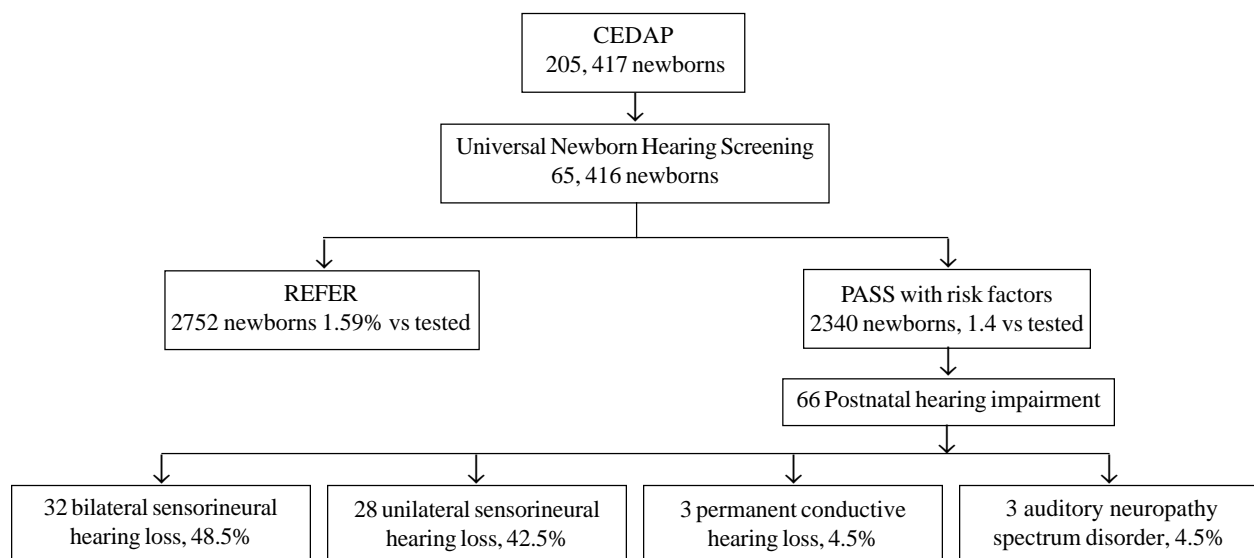 CEDAP
205, 417 newborns
Universal Newborn Hearing Screening
65, 416 newborns
REFER
2752 newborns 1.59% vs tested
PASS with risk factors
2340 newborns, 1.4 vs tested
66 Postnatal hearing impairment
32 bilateral sensorineural
hearing loss, 48.5%
28 unilateral sensorineural
hearing loss, 42.5%
3 permanent conductive
hearing loss, 4.5%
3 auditory neuropathy
spectrum disorder, 4.5%